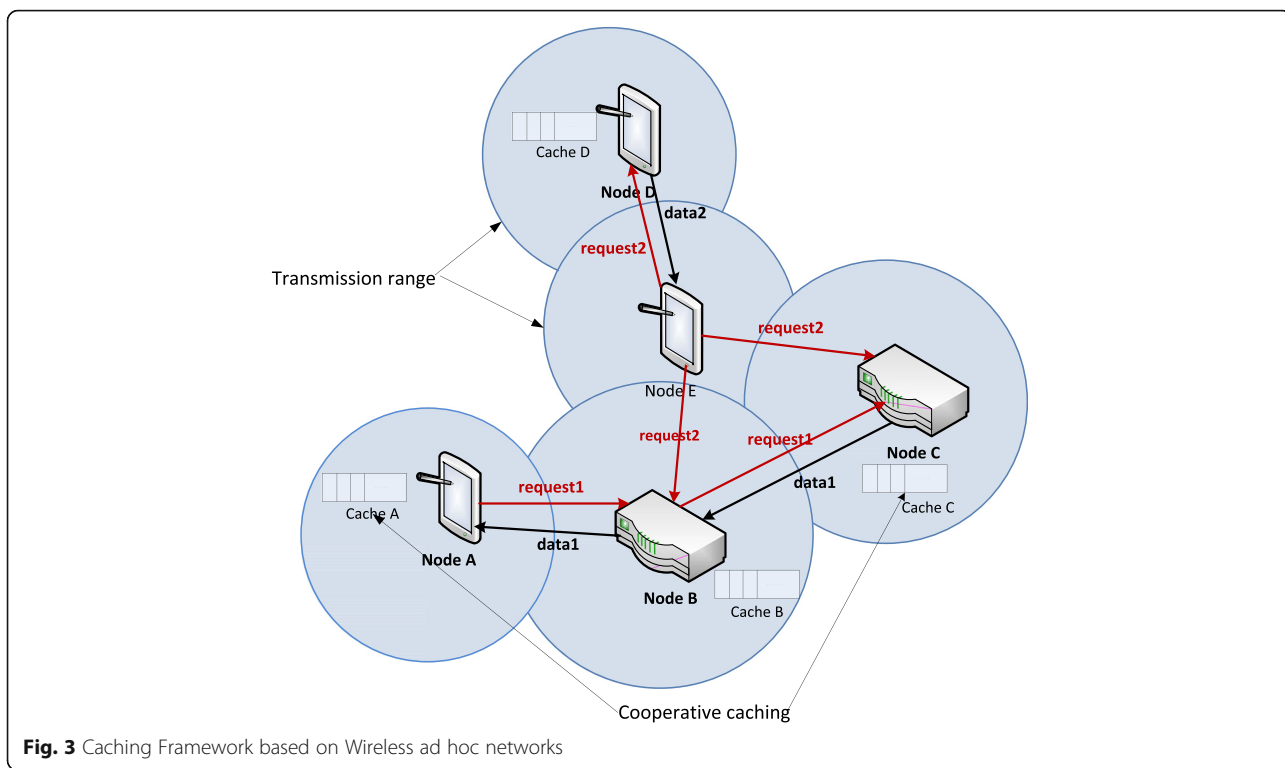 Cache D
Node D
data2
request2
Transmission range
request2
Node E
request2
request1
Node C
data1
Cache C
request1
Cache A
data1
Node A
Node B
Cache B
Cooperative caching
Fig. 3 Caching Framework based on Wireless ad hoc networks